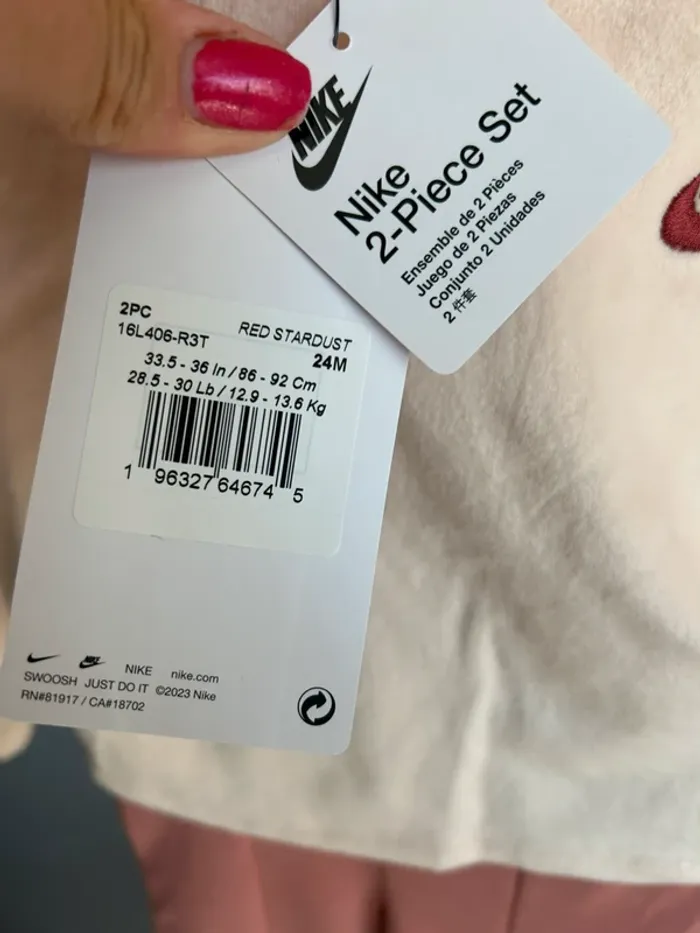 NIKE
Nike
2-Piece Set
Ensemble de 2 Pièces
Juego de 2 Piezas
Conjunto 2 Unidades
2 件套
2PC
16L406-R3T RED STARDUST
24M
33.5 - 36 In / 86 - 92 Cm
28.5 - 30 Lb / 12.9 - 13.6 Kg
1 96327 64674 5
NIKE nike.com
SWOOSH JUST DO IT ©2023 Nike
RN#81917 / CA#18702